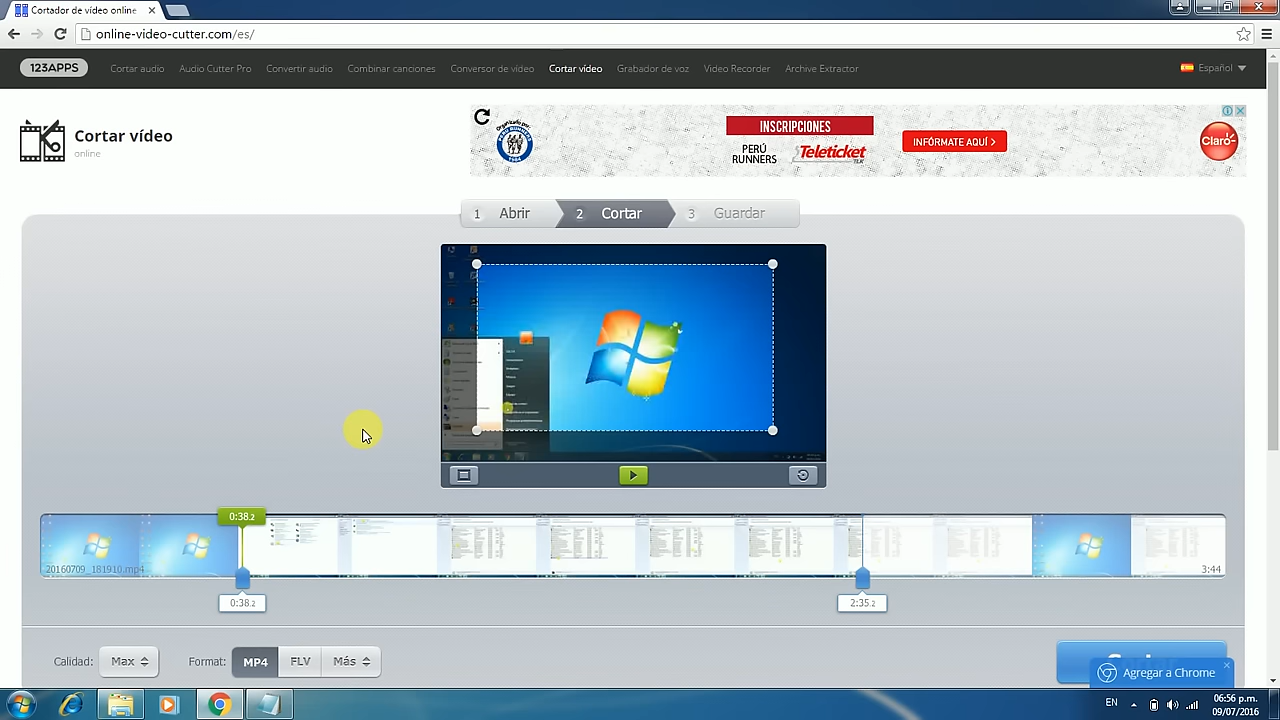 Cortador de vídeo online
online-video-cutter.com/es/
123APPS
Cortar audio
Audio Cutter Pro
Convertir audio
Combinar canciones
Conversor de vídeo
Cortar vídeo
Grabador de voz
Video Recorder
Archive Extractor
Español
Cortar vídeo
online
INSCRIPCIONES
PERÚ
RUNNERS
Teleticket
INFÓRMATE AQUÍ >
Claro
1 Abrir
2 Cortar
3 Guardar
0:38.2
20160709_181910.mp4
3:44
0:38.2
2:35.2
Calidad: Max
Format: MP4 FLV Más
Agregar a Chrome
EN
06:56 p.m.
09/07/2016